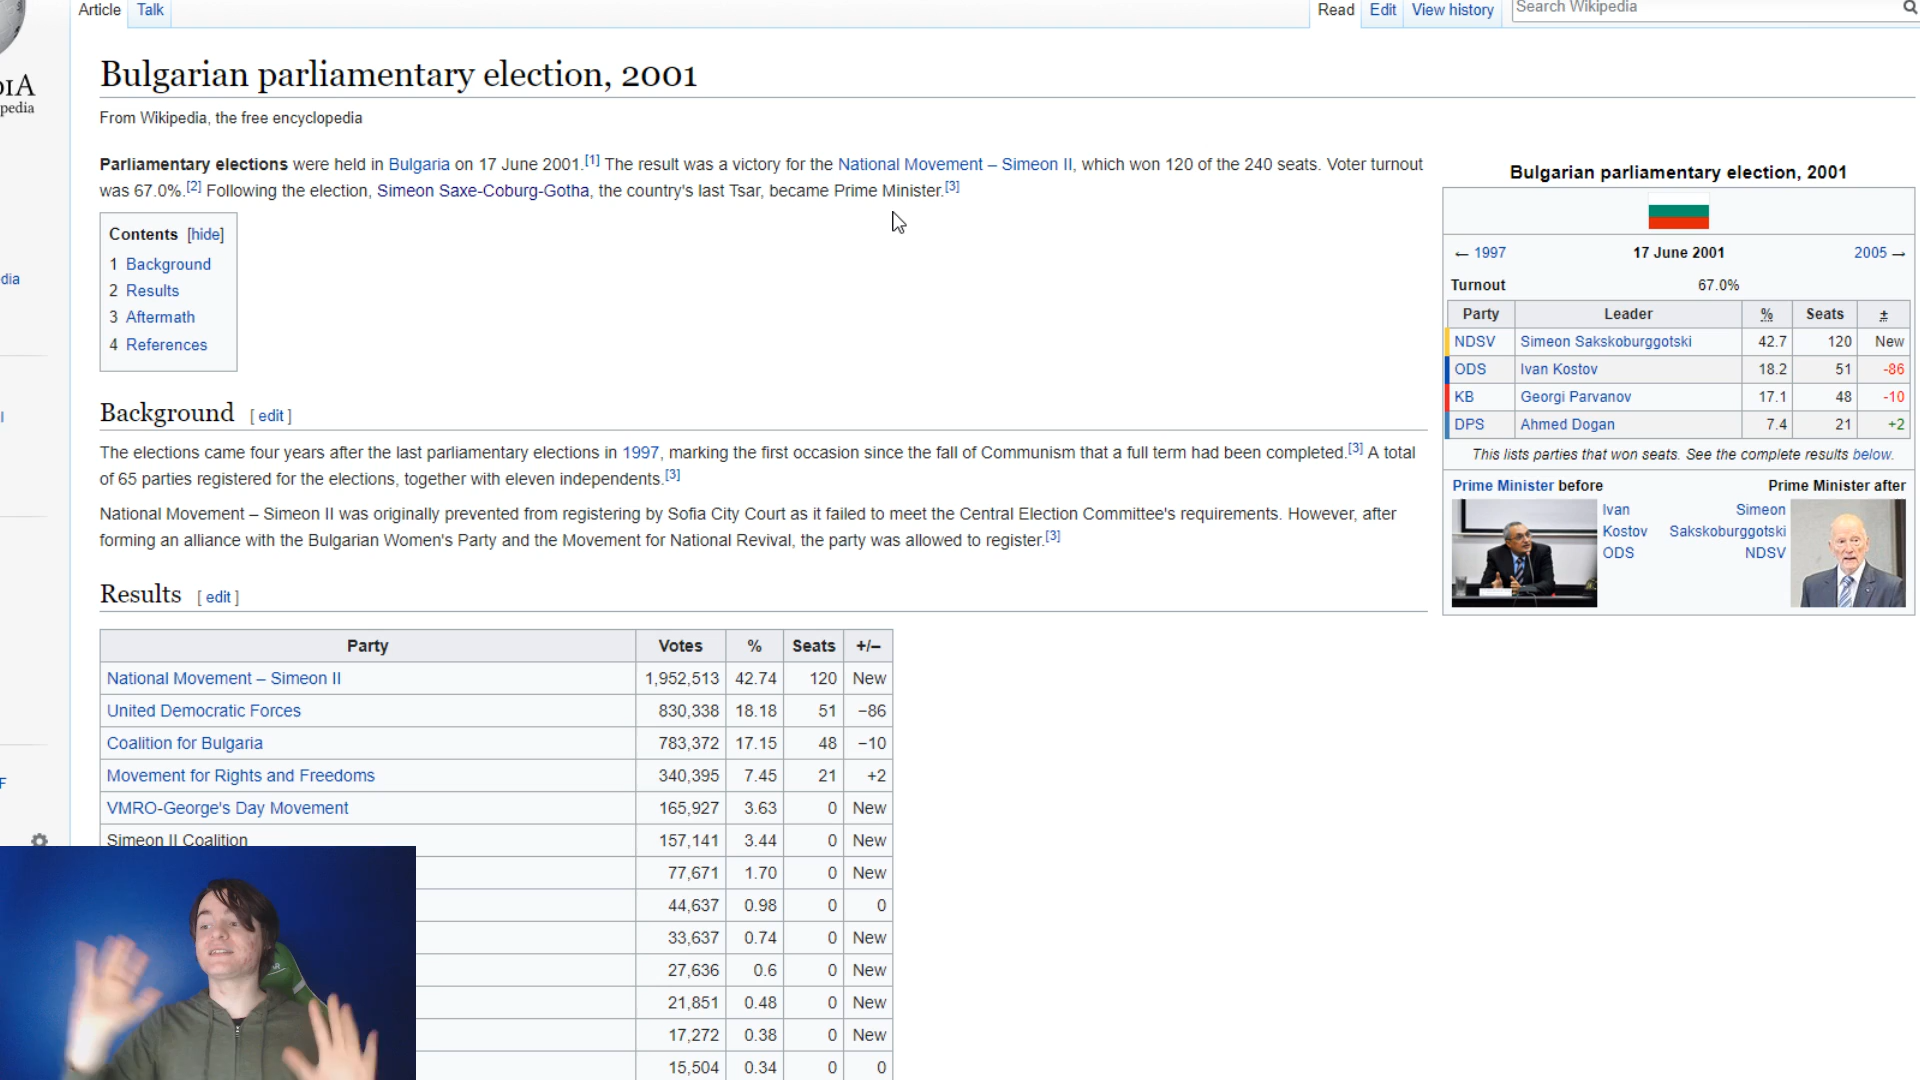 Article Talk Read Edit View history Search Wikipedia
Bulgarian parliamentary election, 2001
From Wikipedia, the free encyclopedia
Parliamentary elections were held in Bulgaria on 17 June 2001.[1] The result was a victory for the National Movement – Simeon II, which won 120 of the 240 seats. Voter turnout
was 67.0%.[2] Following the election, Simeon Saxe-Coburg-Gotha, the country's last Tsar, became Prime Minister.[3]
Contents [hide]
1 Background
2 Results
3 Aftermath
4 References
Background [ edit ]
The elections came four years after the last parliamentary elections in 1997, marking the first occasion since the fall of Communism that a full term had been completed.[3] A total
of 65 parties registered for the elections, together with eleven independents.[3]
National Movement – Simeon II was originally prevented from registering by Sofia City Court as it failed to meet the Central Election Committee's requirements. However, after
forming an alliance with the Bulgarian Women's Party and the Movement for National Revival, the party was allowed to register.[3]
Results [ edit ]
Party Votes % Seats +/–
National Movement – Simeon II 1,952,513 42.74 120 New
United Democratic Forces 830,338 18.18 51 −86
Coalition for Bulgaria 783,372 17.15 48 −10
Movement for Rights and Freedoms 340,395 7.45 21 +2
VMRO-George's Day Movement 165,927 3.63 0 New
Simeon II Coalition 157,141 3.44 0 New
77,671 1.70 0 New
44,637 0.98 0 0
33,637 0.74 0 New
27,636 0.6 0 New
21,851 0.48 0 New
17,272 0.38 0 New
15,504 0.34 0 0
Bulgarian parliamentary election, 2001
← 1997 17 June 2001 2005 →
Turnout 67.0%
Party Leader % Seats ±
NDSV Simeon Sakskoburggotski 42.7 120 New
ODS Ivan Kostov 18.2 51 -86
KB Georgi Parvanov 17.1 48 -10
DPS Ahmed Dogan 7.4 21 +2
This lists parties that won seats. See the complete results below.
Prime Minister before Prime Minister after
Ivan Simeon
Kostov Sakskoburggotski
ODS NDSV
IA
pedia
dia
F